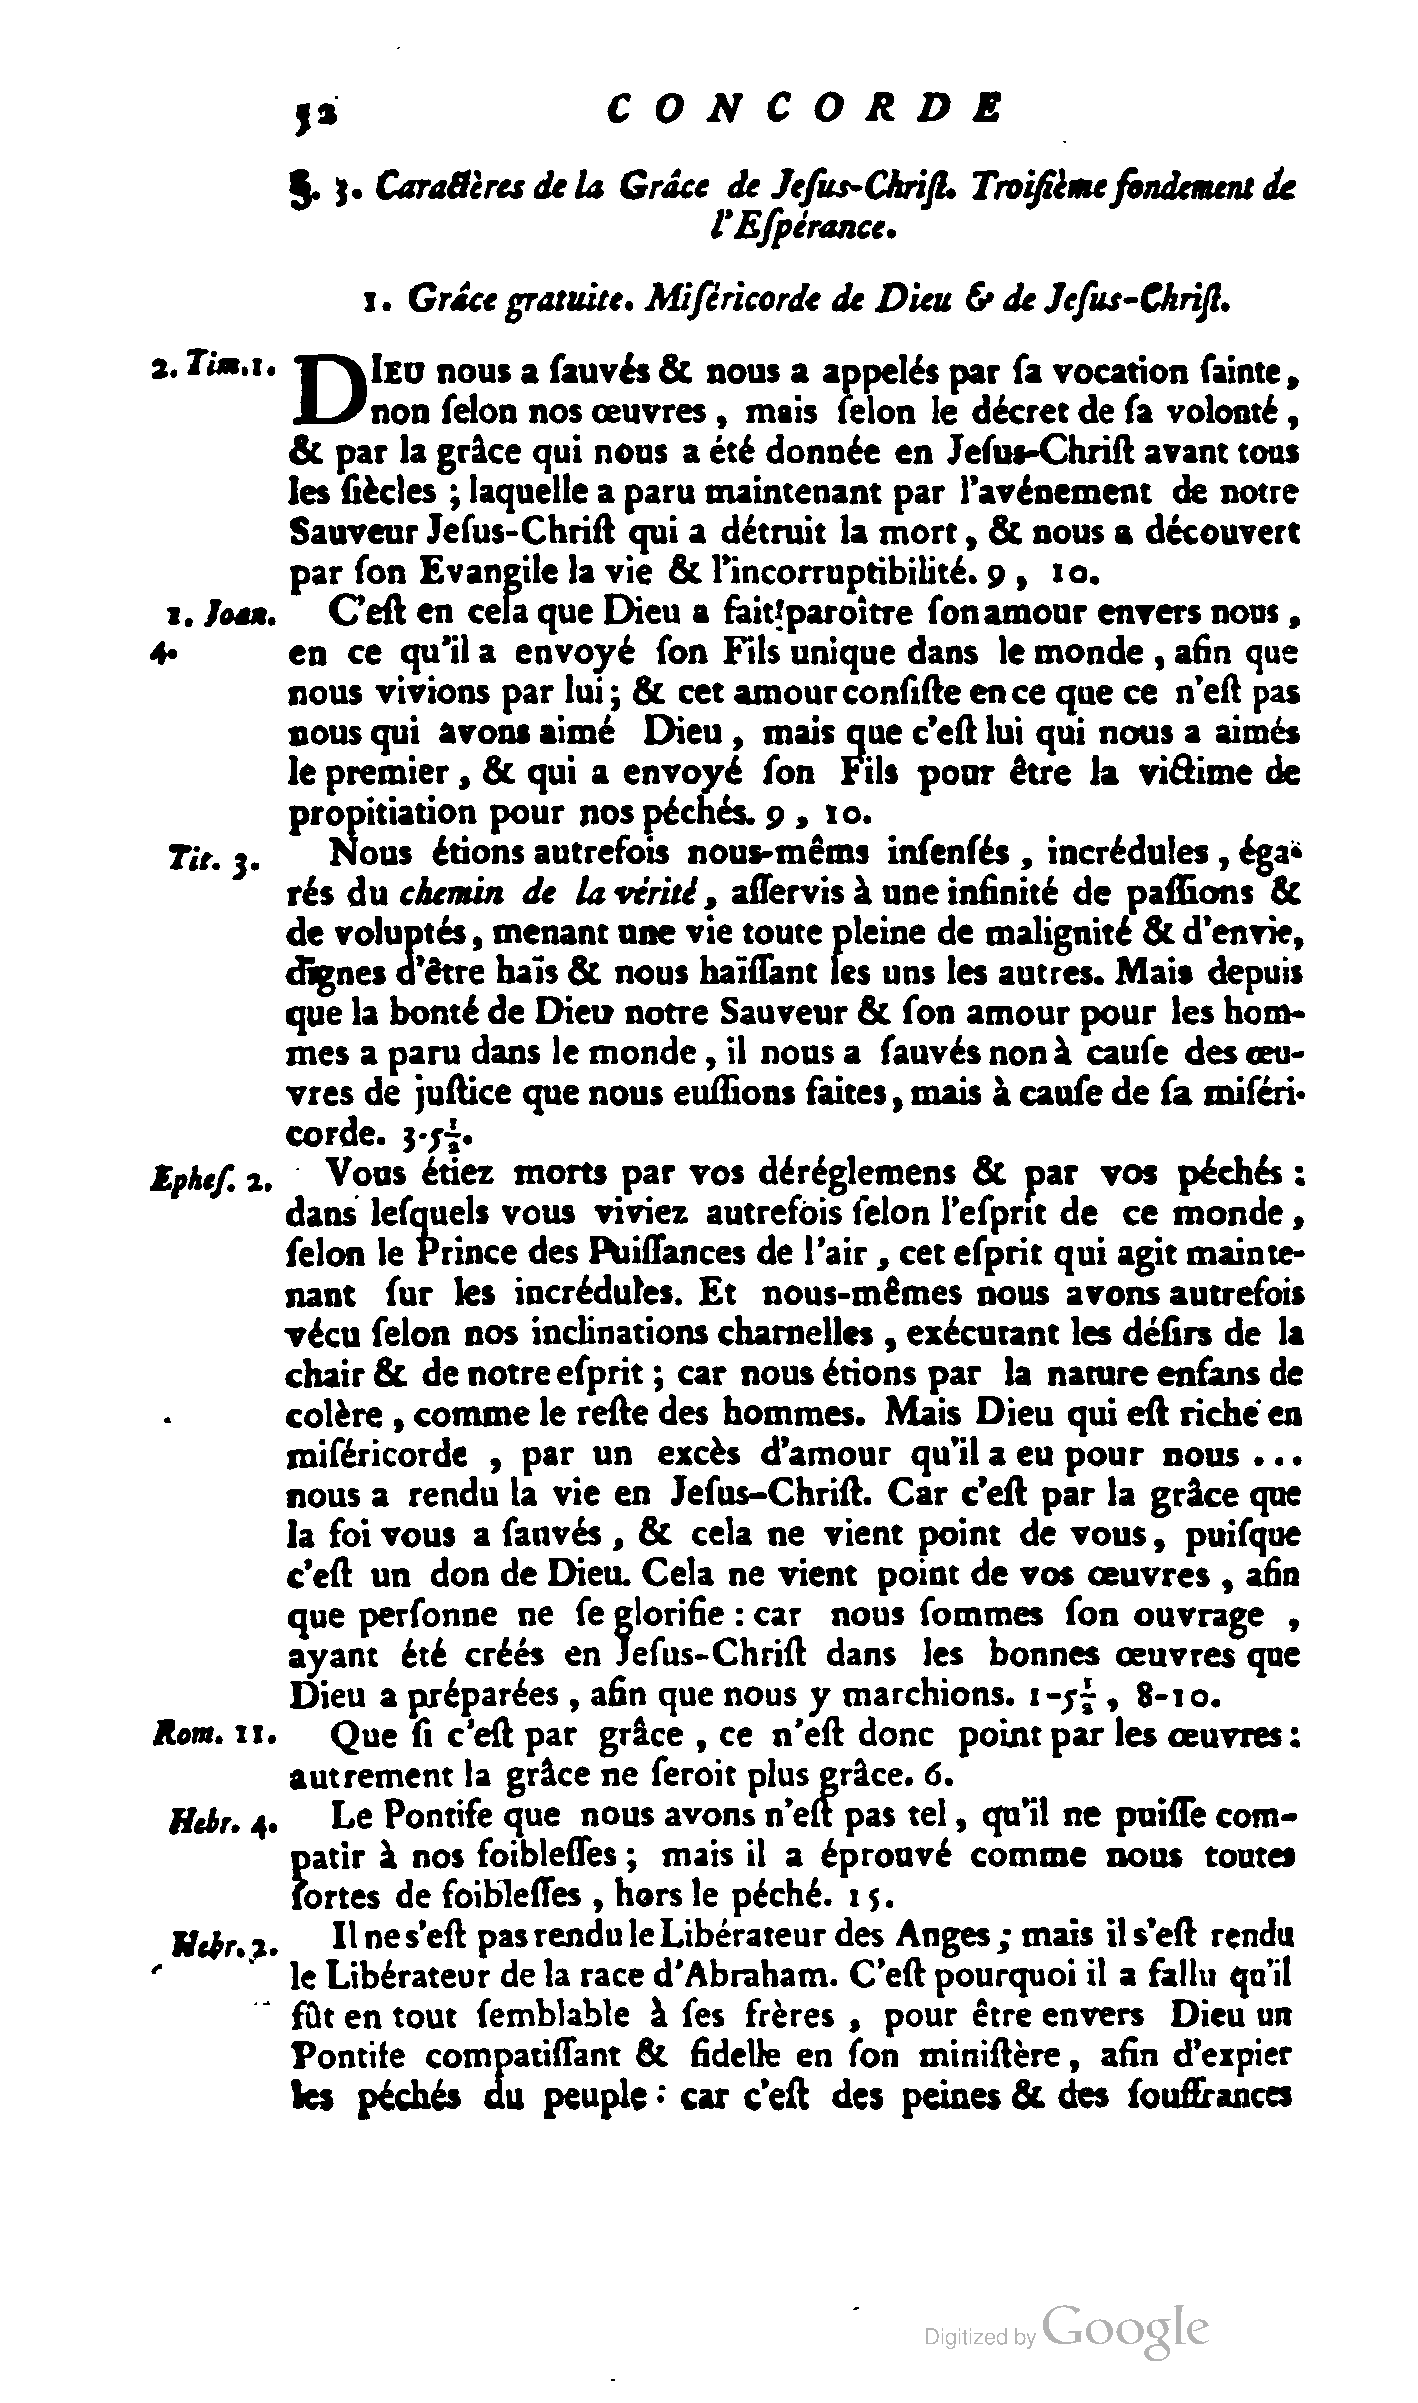 52 CONCORDE
§. 3. Caractères de la Grâce de Jeſus-Chriſt. Troiſième fondement de
l'Eſpérance.
1. Grâce gratuite. Miſéricorde de Dieu & de Jeſus-Chriſt.
2. Tim. 1. DIEU nous a ſauvés & nous a appelés par ſa vocation ſainte,
non ſelon nos œuvres, mais ſelon le décret de ſa volonté,
& par la grâce qui nous a été donnée en Jeſus-Chriſt avant tous
les ſiècles; laquelle a paru maintenant par l'avénement de notre
Sauveur Jeſus-Chriſt qui a détruit la mort, & nous a découvert
par ſon Evangile la vie & l'incorruptibilité. 9, 10.
1. Joan. C'eſt en cela que Dieu a fait paroître ſon amour envers nous,
4. en ce qu'il a envoyé ſon Fils unique dans le monde, afin que
nous vivions par lui; & cet amour conſiſte en ce que ce n'eſt pas
nous qui avons aimé Dieu, mais que c'eſt lui qui nous a aimés
le premier, & qui a envoyé ſon Fils pour être la victime de
propitiation pour nos péchés. 9, 10.
Tit. 3. Nous étions autrefois nous-mêms inſenſés, incrédules, éga-
rés du chemin de la vérité, aſſervis à une infinité de paſſions &
de voluptés, menant une vie toute pleine de malignité & d'envie,
dignes d'être haïs & nous haïſſant les uns les autres. Mais depuis
que la bonté de Dieu notre Sauveur & ſon amour pour les hom-
mes a paru dans le monde, il nous a ſauvés non à cauſe des œu-
vres de juſtice que nous euſſions faites, mais à cauſe de ſa miſéri-
corde. 3-5½.
Epheſ. 2. Vous étiez morts par vos déréglemens & par vos péchés:
dans leſquels vous viviez autrefois ſelon l'eſprit de ce monde,
ſelon le Prince des Puiſſances de l'air, cet eſprit qui agit mainte-
nant ſur les incrédules. Et nous-mêmes nous avons autrefois
vécu ſelon nos inclinations charnelles, exécutant les déſirs de la
chair & de notre eſprit; car nous étions par la nature enfans de
colère, comme le reſte des hommes. Mais Dieu qui eſt riche en
miſéricorde, par un excès d'amour qu'il a eu pour nous ...
nous a rendu la vie en Jeſus-Chriſt. Car c'eſt par la grâce que
la foi vous a ſauvés, & cela ne vient point de vous, puiſque
c'eſt un don de Dieu. Cela ne vient point de vos œuvres, afin
que perſonne ne ſe glorifie: car nous ſommes ſon ouvrage,
ayant été créés en Jeſus-Chriſt dans les bonnes œuvres que
Dieu a préparées, afin que nous y marchions. 1-5½, 8-10.
Rom. 11. Que ſi c'eſt par grâce, ce n'eſt donc point par les œuvres:
autrement la grâce ne ſeroit plus grâce. 6.
Hebr. 4. Le Pontife que nous avons n'eſt pas tel, qu'il ne puiſſe com-
patir à nos foibleſſes; mais il a éprouvé comme nous toutes
ſortes de foibleſſes, hors le péché. 15.
Hebr. 2. Il ne s'eſt pas rendu le Libérateur des Anges; mais il s'eſt rendu
le Libérateur de la race d'Abraham. C'eſt pourquoi il a fallu qu'il
fût en tout ſemblable à ſes frères, pour être envers Dieu un
Pontife compatiſſant & fidelle en ſon miniſtère, afin d'expier
les péchés du peuple: car c'eſt des peines & des ſouffrances
Digitized by Google